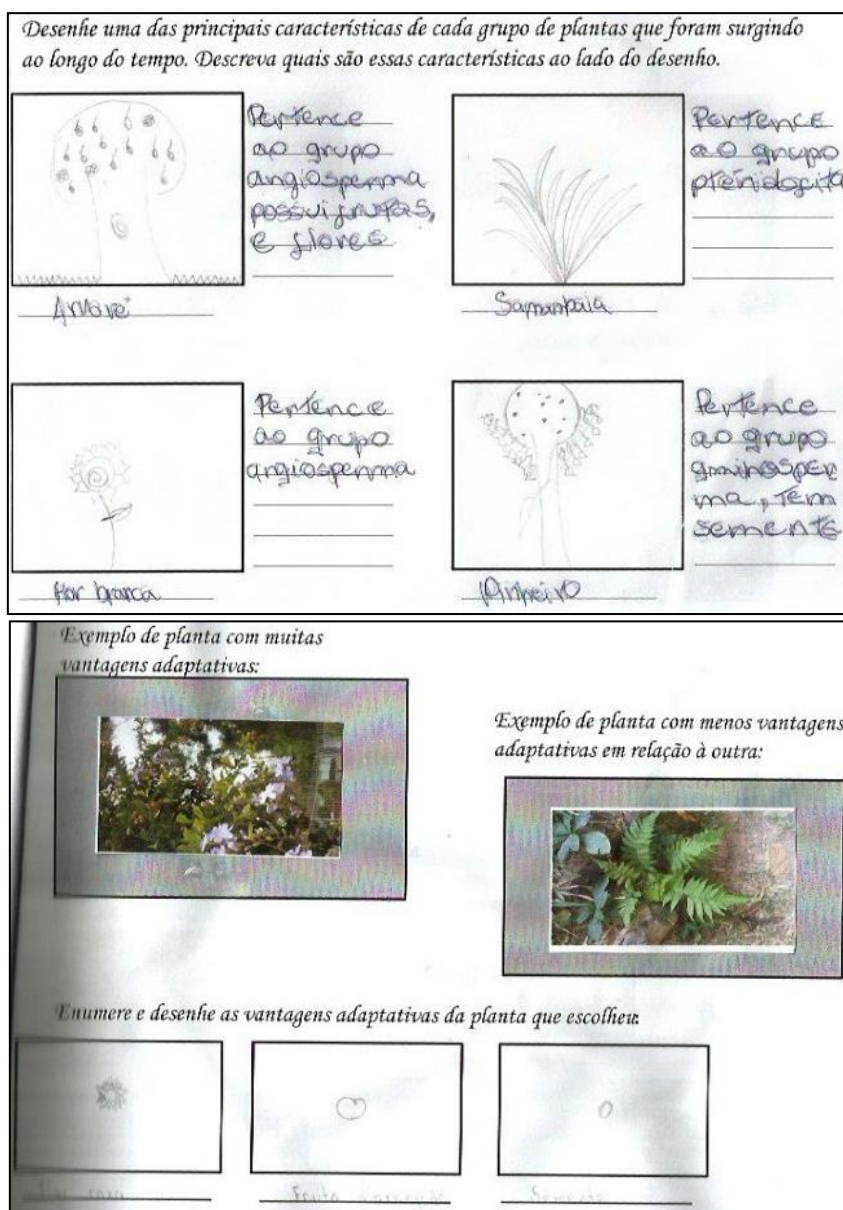 Desenhe uma das principais características de cada grupo de plantas que foram surgindo
ao longo do tempo. Descreva quais são essas características ao lado do desenho.
Pertence
ao grupo
angiosperma
possui frutas,
e flores
Arvore
Pertence
ao grupo
pteridogita
Samambaia
Pertence
ao grupo
angiosperma
flor branca
Pertence
ao grupo
gminosper
ma, tem
semente
Pinheiro
Exemplo de planta com muitas
vantagens adaptativas:
Exemplo de planta com menos vantagens
adaptativas em relação à outra:
Enumere e desenhe as vantagens adaptativas da planta que escolheu: